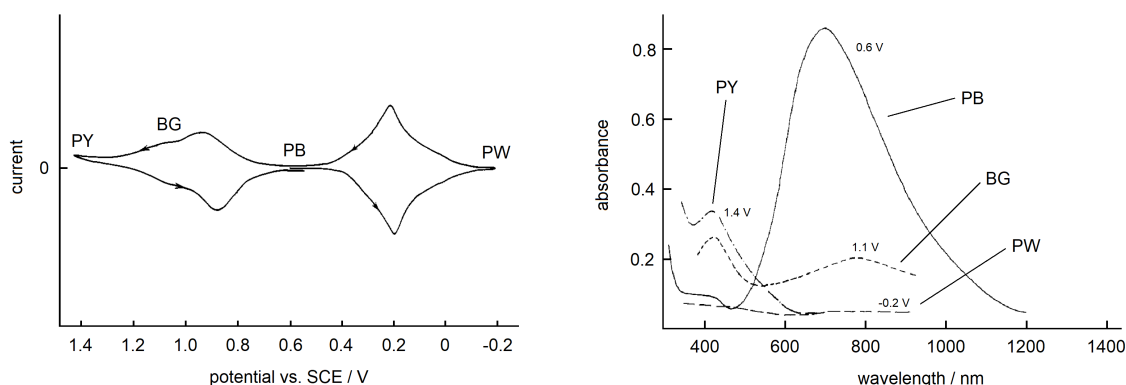 PY
BG
PB
PW
current
0
1.4 1.2 1.0 0.8 0.6 0.4 0.2 0 -0.2
potential vs. SCE / V
absorbance
0.8
0.6
0.4
0.2
0.6 V
PY
PB
1.4 V
BG
1.1 V
PW
-0.2 V
400 600 800 1000 1200 1400
wavelength / nm